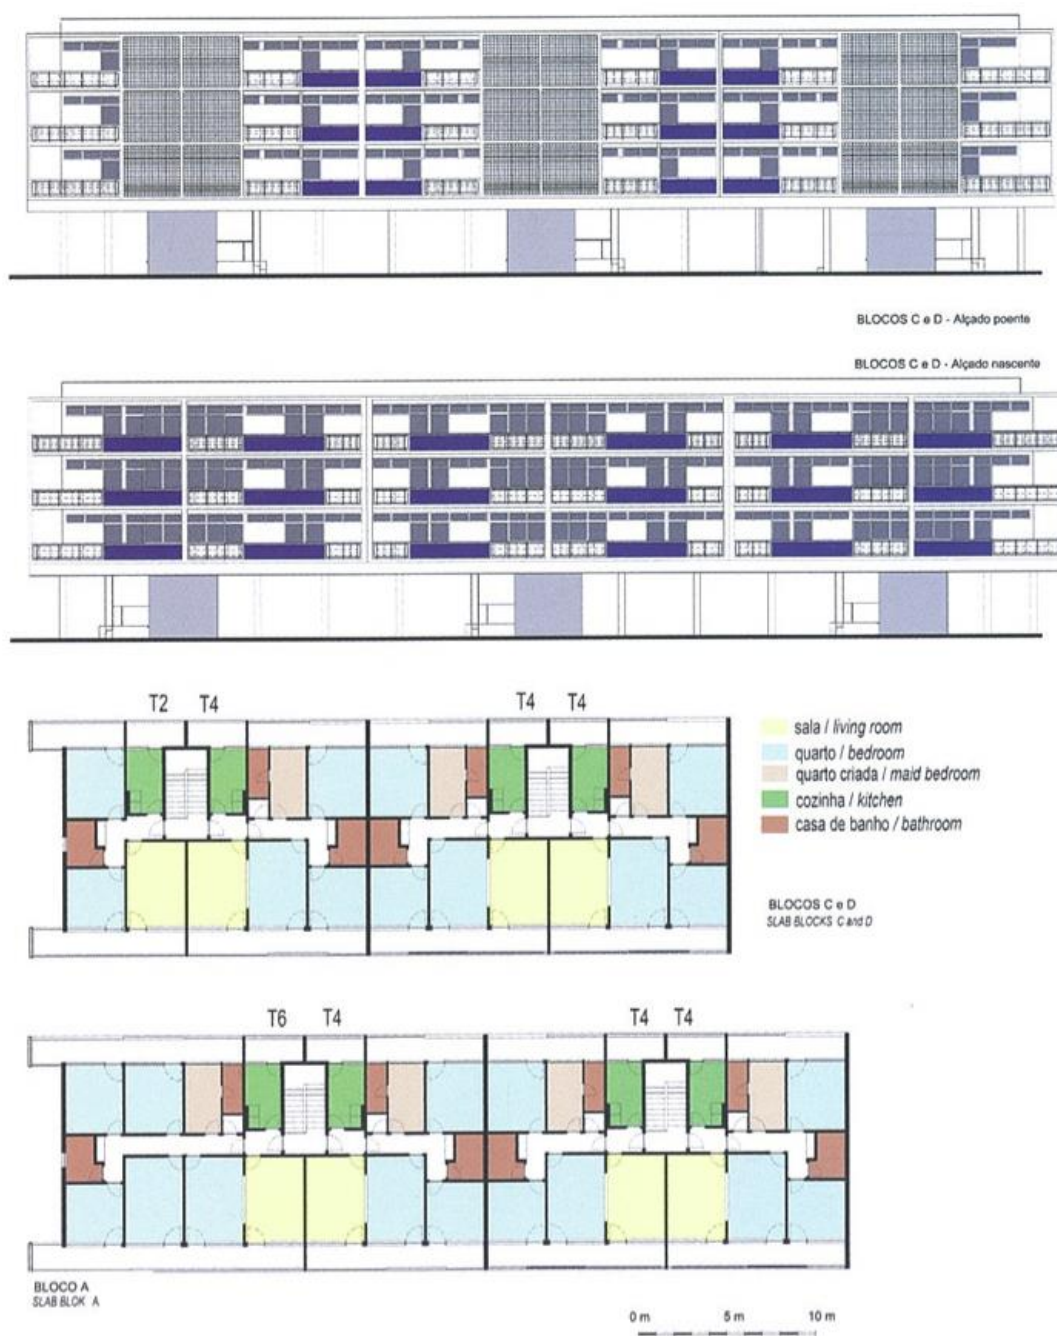 BLOCOS C e D - Alçado poente
BLOCOS C e D - Alçado nascente
T2 T4 T4 T4
sala / living room
quarto / bedroom
quarto criada / maid bedroom
cozinha / kitchen
casa de banho / bathroom
BLOCOS C e D
SLAB BLOCKS C and D
T6 T4 T4 T4
BLOCO A
SLAB BLOK A
0 m 5 m 10 m